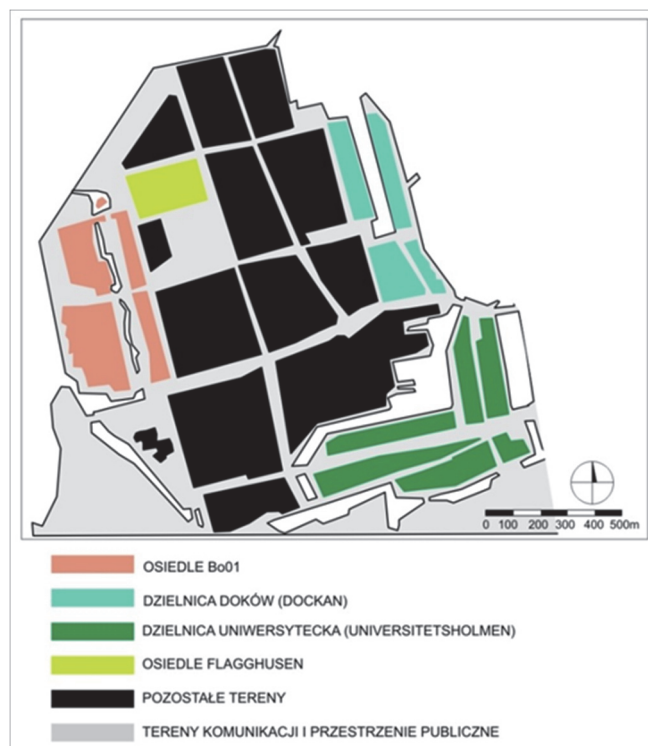 0 100 200 300 400 500m
OSIEDLE Bo01
DZIELNICA DOKÓW (DOCKAN)
DZIELNICA UNIWERSYTECKA (UNIVERSITETSHOLMEN)
OSIEDLE FLAGGHUSEN
POZOSTAŁE TERENY
TERENY KOMUNIKACJI I PRZESTRZENIE PUBLICZNE